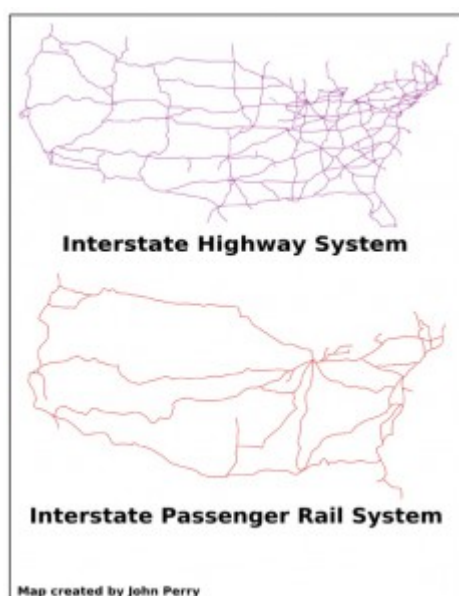 Interstate Highway System
Interstate Passenger Rail System
Map created by John Perry